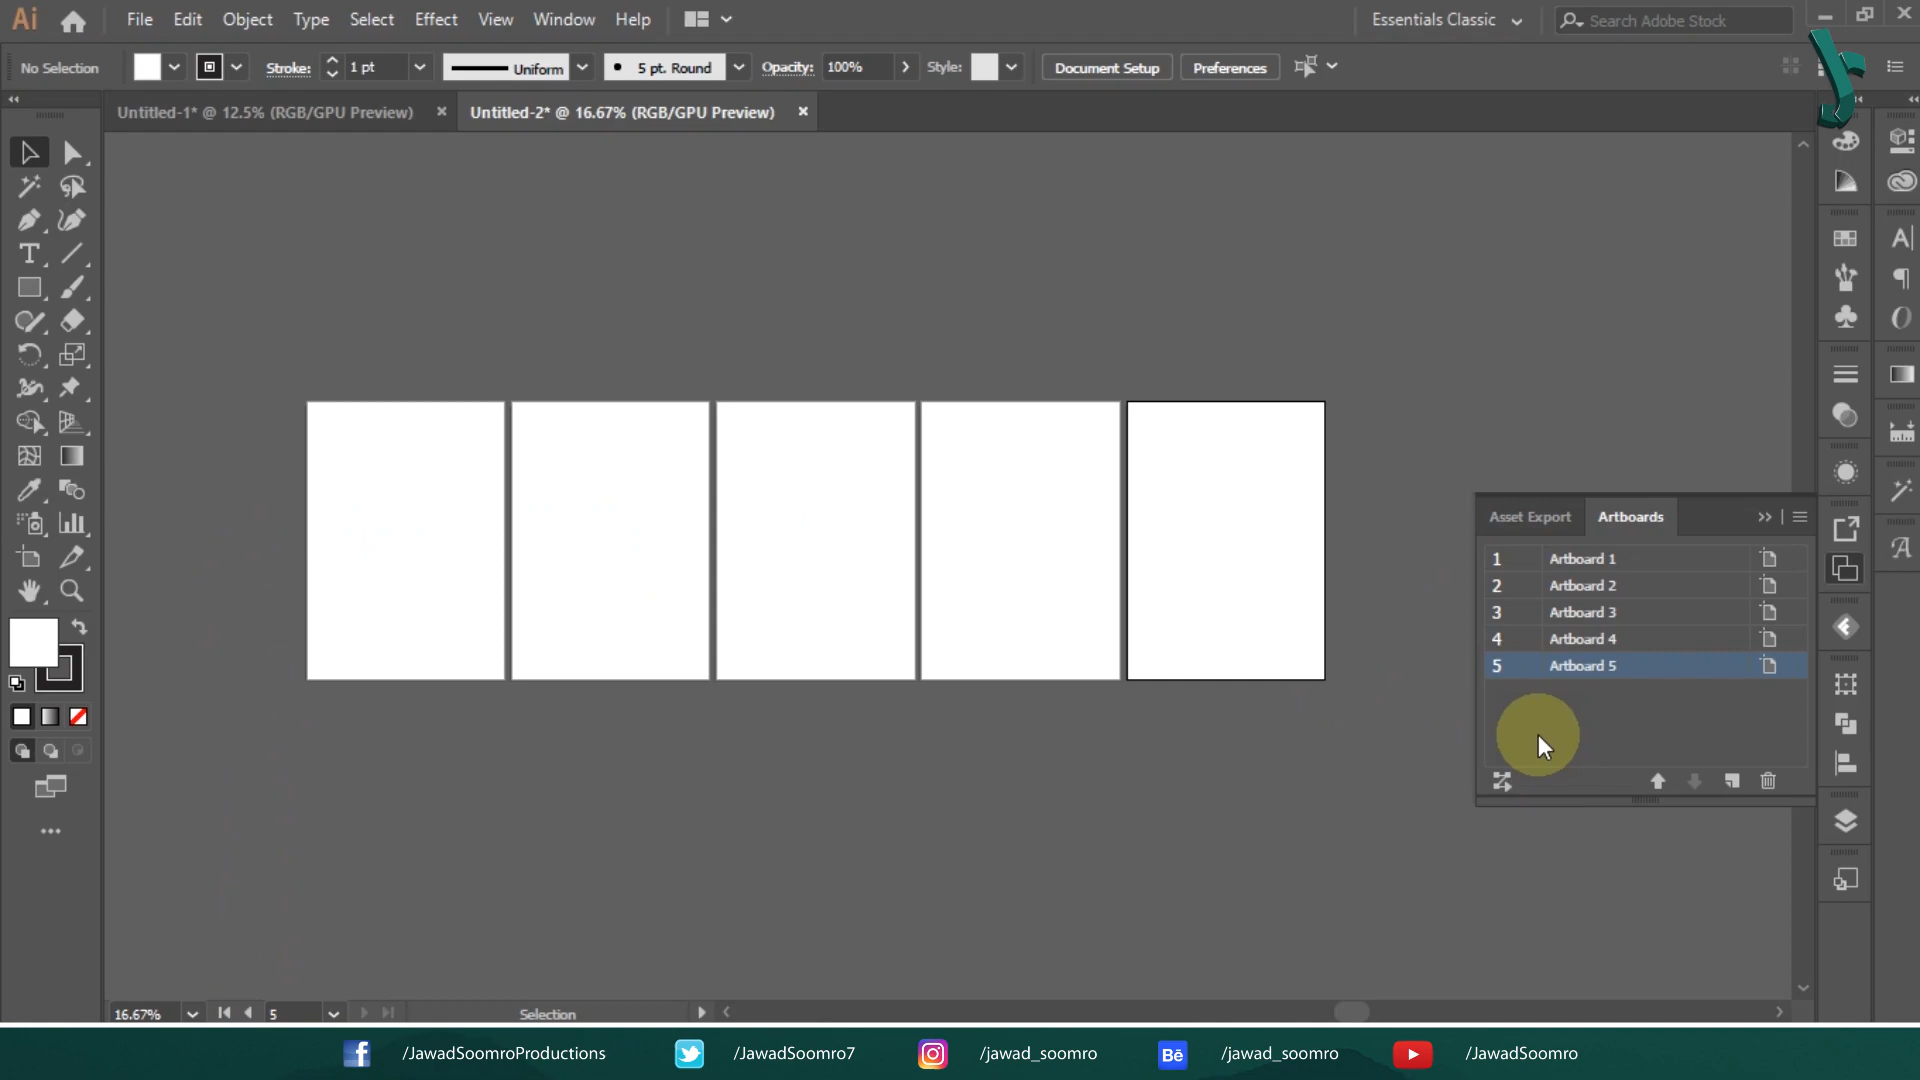 Ai File Edit Object Type Select Effect View Window Help Essentials Classic Search Adobe Stock
No Selection Stroke: 1 pt Uniform 5 pt. Round Opacity: 100% Style: Document Setup Preferences
Untitled-1* @ 12.5% (RGB/GPU Preview) Untitled-2* @ 16.67% (RGB/GPU Preview)
Asset Export Artboards
1 Artboard 1
2 Artboard 2
3 Artboard 3
4 Artboard 4
5 Artboard 5
16.67% 5 Selection
/JawadSoomroProductions /JawadSoomro7 /jawad_soomro Bē /jawad_soomro /JawadSoomro